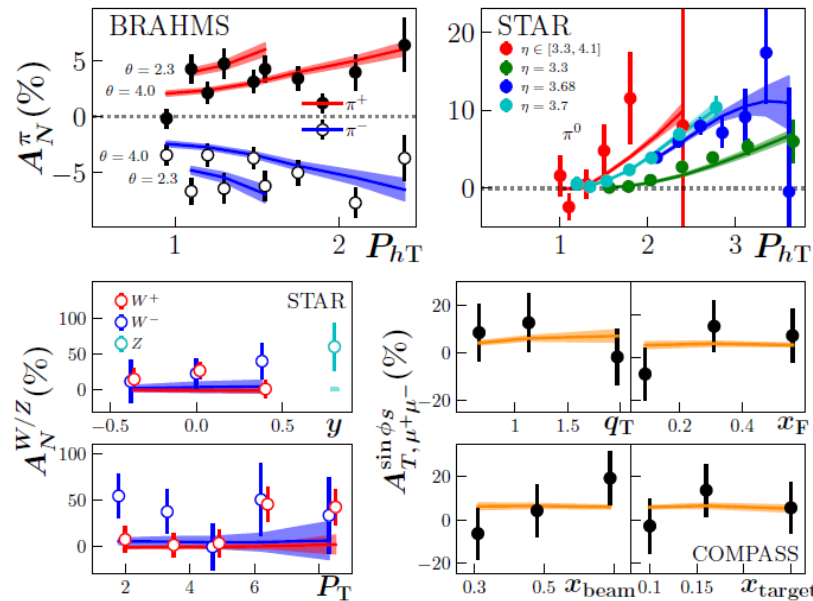 BRAHMS
A_N^π (%)
5
0
−5
θ = 2.3
θ = 4.0
π⁺
π⁻
θ = 4.0
θ = 2.3
1
2
P_hT
STAR
20
10
0
η ∈ [3.3, 4.1]
η = 3.3
η = 3.68
η = 3.7
π⁰
1
2
3
P_hT
A_N^{W/Z} (%)
STAR
W⁺
W⁻
Z
100
50
0
−0.5
0.0
0.5
y
100
50
0
2
4
6
P_T
A_{T, μ⁺μ⁻}^{sin φ_S} (%)
20
0
−20
1
1.5
q_T
0.2
0.6
x_F
20
0
−20
0.3
0.5
x_beam
COMPASS
0.1
0.15
x_target